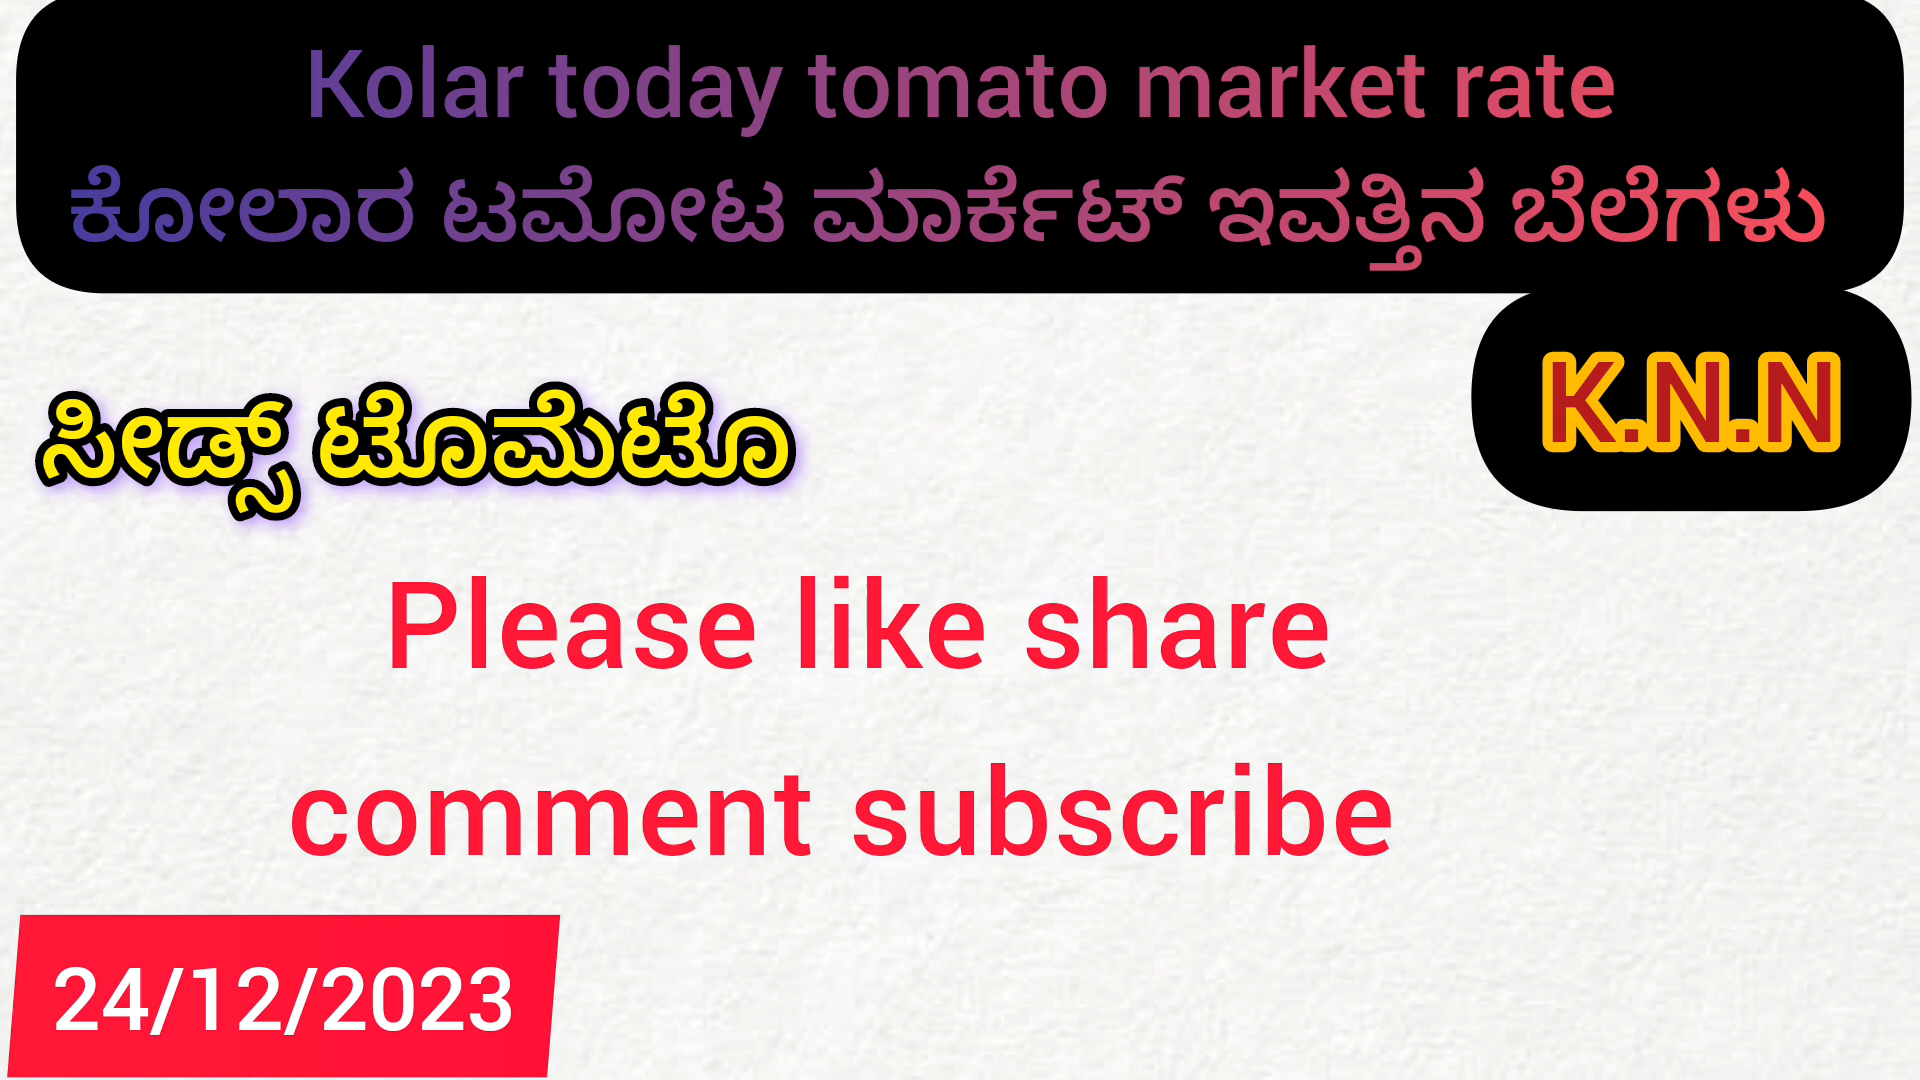 Kolar today tomato market rate
ಕೋಲಾರ ಟಮೋಟ ಮಾರ್ಕೆಟ್ ಇವತ್ತಿನ ಬೆಲೆಗಳು
K.N.N
ಸೀಡ್ಸ್ ಟೊಮೆಟೊ
Please like share
comment subscribe
24/12/2023